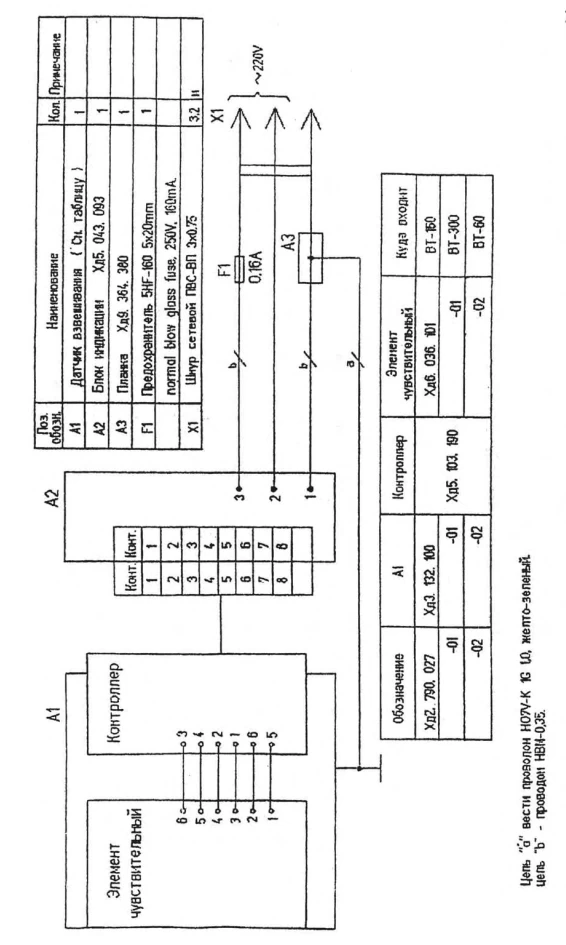 Поз. обозн. Наименование Кол. Примечание
A1 Датчик взвешивания ( См. таблицу ) 1
A2 Блок индикации Хд5. 043. 093 1
A3 Планка Хд9. 364. 380 1
F1 Предохранитель 5HF-160 5x20mm 1
normal blow glass fuse, 250V, 160mA.
X1 Шнур сетевой ПВС-ВП 3x0.75 3.2 м
A1
Элемент
чувствительный
6 3
5 4
4 2
3 1
2 6
1 5
Контроллер
A2
Конт. Конт.
1 1
2 2
3 3
4 4
5 5
6 6
7 7
8 8
3
2
1
b
b
a
F1
0,16A
A3
X1
~220V
Обозначение A1 Контроллер Элемент чувствительный Куда входит
Хд2. 790. 027 Хд3. 132. 100 Хд5. 103. 190 Хд6. 036. 101 ВТ-150
-01 -01 -01 ВТ-300
-02 -02 -02 ВТ-60
Цепь "a" вести проводом H07V-K 1G 1,0, желто-зеленый.
цепь "b" - проводом НВМ-0,35.